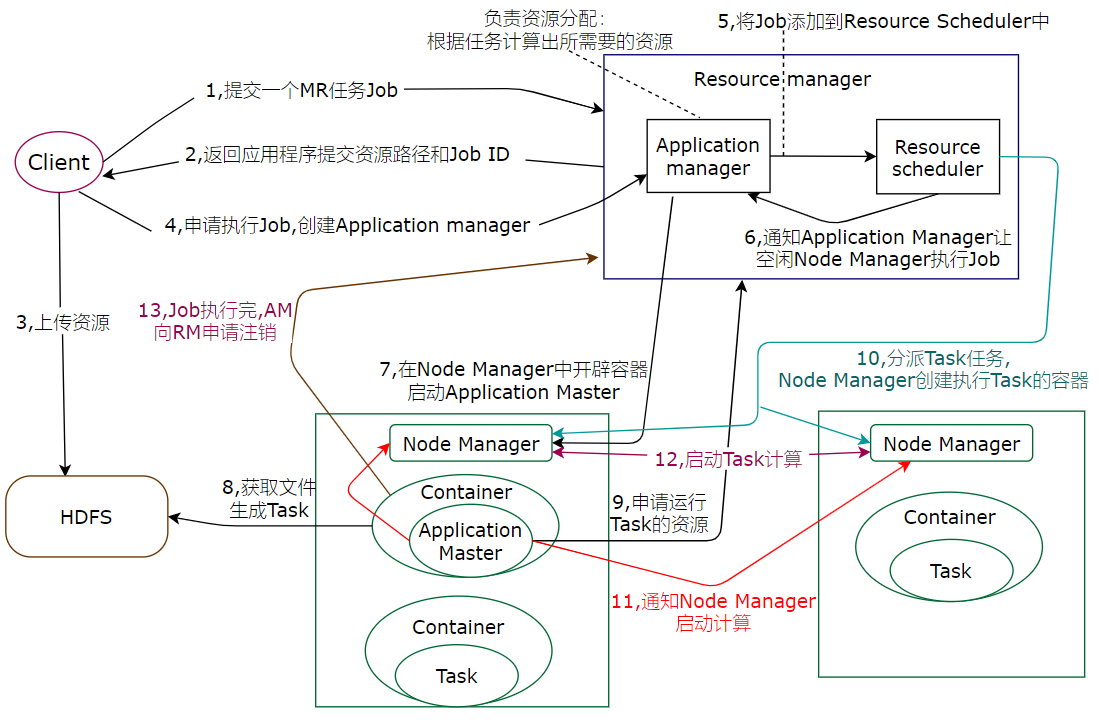 负责资源分配：
根据任务计算出所需要的资源
5,将Job添加到Resource Scheduler中
1,提交一个MR任务Job
Resource manager
Client
2,返回应用程序提交资源路径和Job ID
Application
manager
Resource
scheduler
4,申请执行Job,创建Application manager
6,通知Application Manager让
空闲Node Manager执行Job
3,上传资源
13,Job执行完,AM
向RM申请注销
7,在Node Manager中开辟容器
启动Application Master
10,分派Task任务,
Node Manager创建执行Task的容器
Node Manager
12,启动Task计算
Node Manager
8,获取文件
生成Task
Container
Application
Master
9,申请运行
Task的资源
HDFS
Container
Task
11,通知Node Manager
启动计算
Container
Task